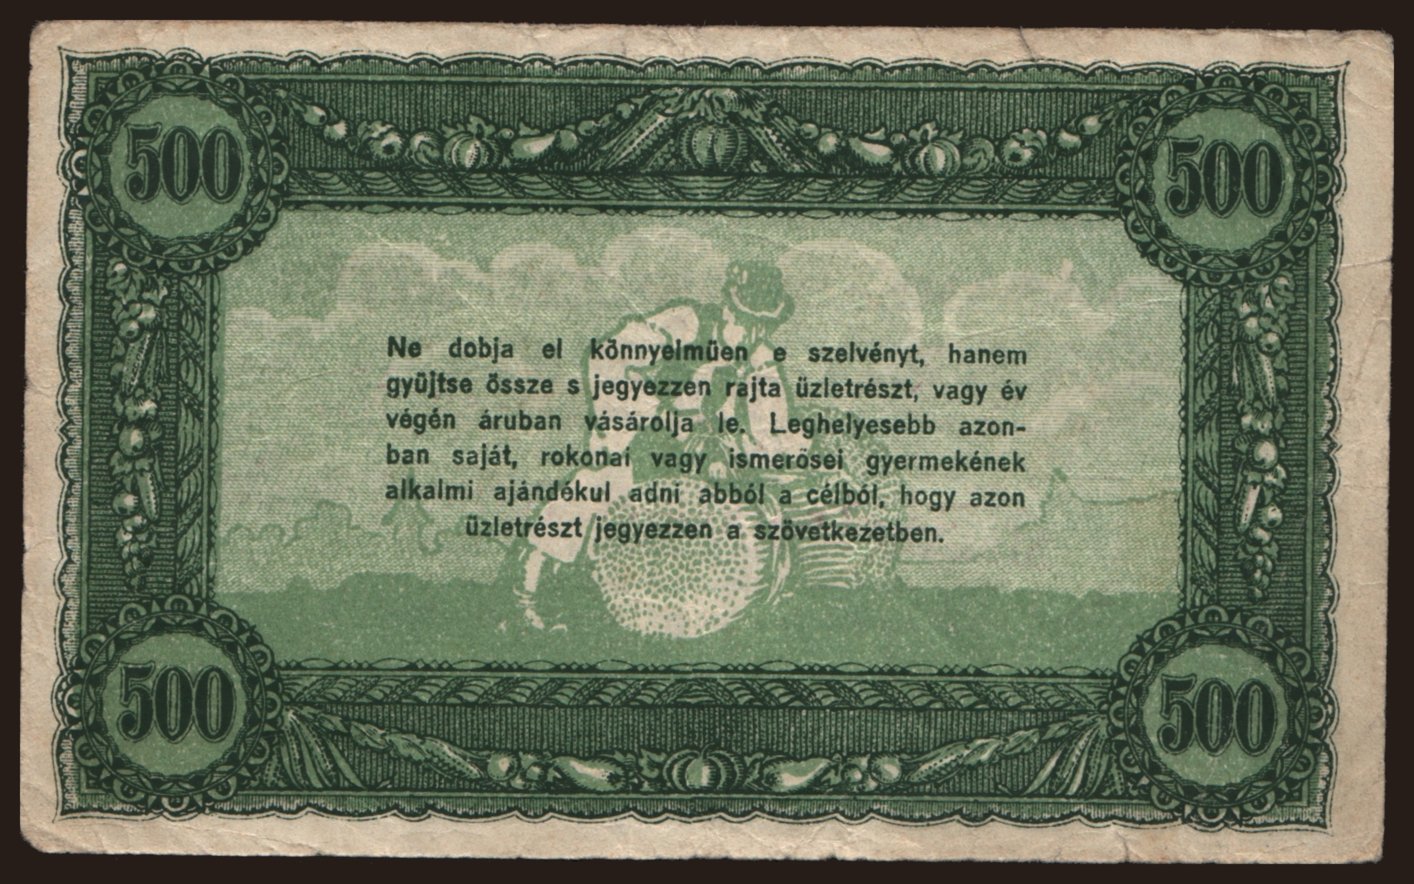 500
500
Ne dobja el könnyelmüen e szelvényt, hanem
gyüjtse össze s jegyezzen rajta üzletrészt, vagy év
végén áruban vásárolja le. Leghelyesebb azon-
ban saját, rokonai vagy ismerősei gyermekének
alkalmi ajándékul adni abból a célból, hogy azon
üzletrészt jegyezzen a szövetkezetben.
500
500